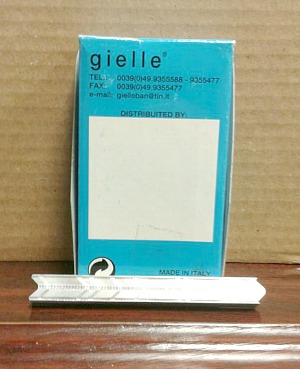 gielle®
TEL.: 0039(0)49.9355588 - 9355477
FAX: 0039(0)49.9355477
e-mail: gielleban@tin.it
DISTRIBUITED BY:
MADE IN ITALY